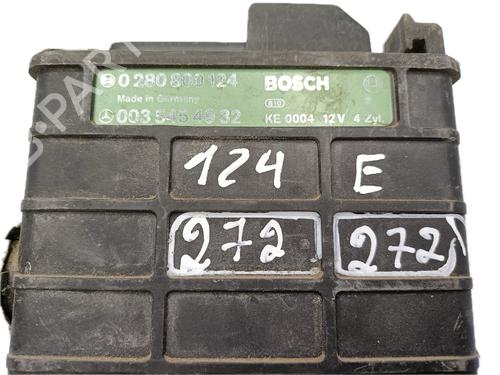 0 280 800 124 BOSCH
Made in Germany
003 545 46 32 KE 0004 12V 4 Zyl.
124 E
272 272